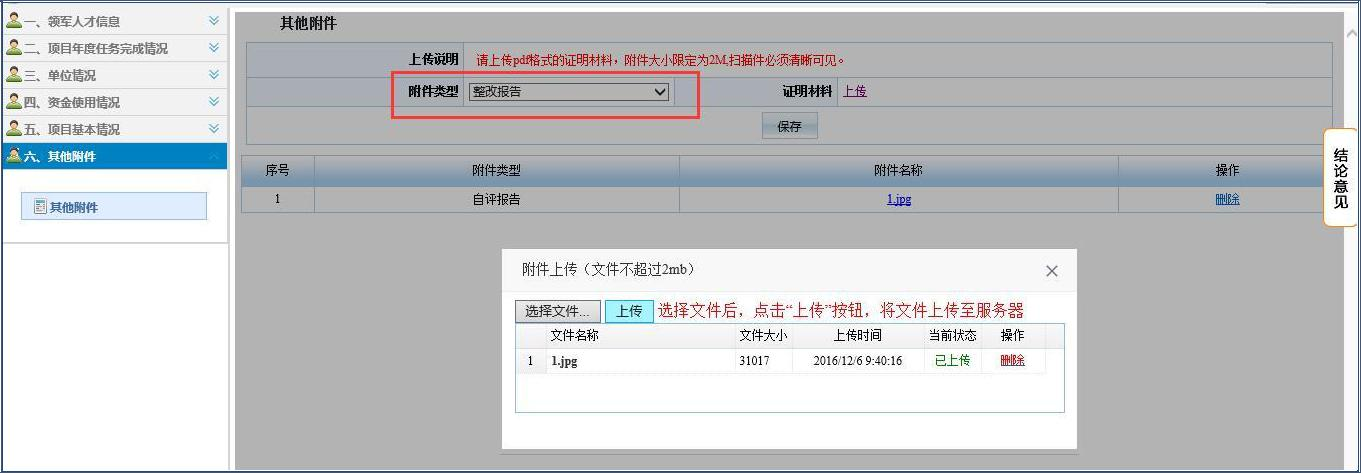 一、领军人才信息
二、项目年度任务完成情况
三、单位情况
四、资金使用情况
五、项目基本情况
六、其他附件
其他附件
其他附件
上传说明 请上传pdf格式的证明材料，附件大小限定为2M,扫描件必须清晰可见。
附件类型 整改报告 证明材料 上传
保存
序号 附件类型 附件名称 操作
1 自评报告 1.jpg 删除
附件上传（文件不超过2mb）
选择文件... 上传 选择文件后，点击“上传”按钮，将文件上传至服务器
文件名称 文件大小 上传时间 当前状态 操作
1 1.jpg 31017 2016/12/6 9:40:16 已上传 删除
结论意见